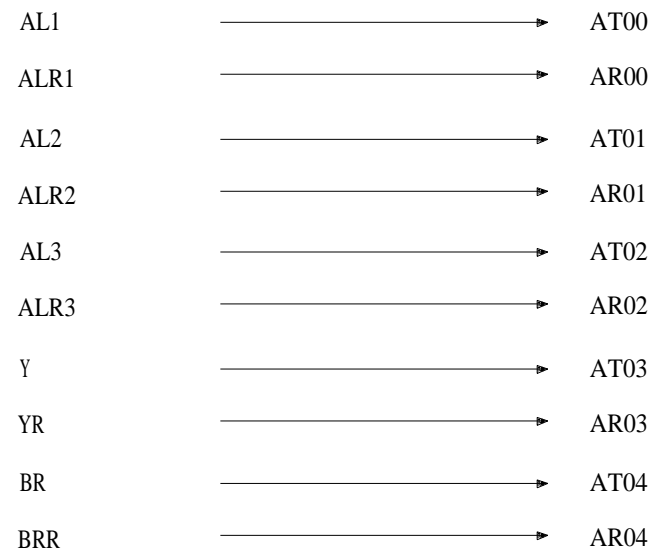 AL1 AT00
ALR1 AR00
AL2 AT01
ALR2 AR01
AL3 AT02
ALR3 AR02
Y AT03
YR AR03
BR AT04
BRR AR04